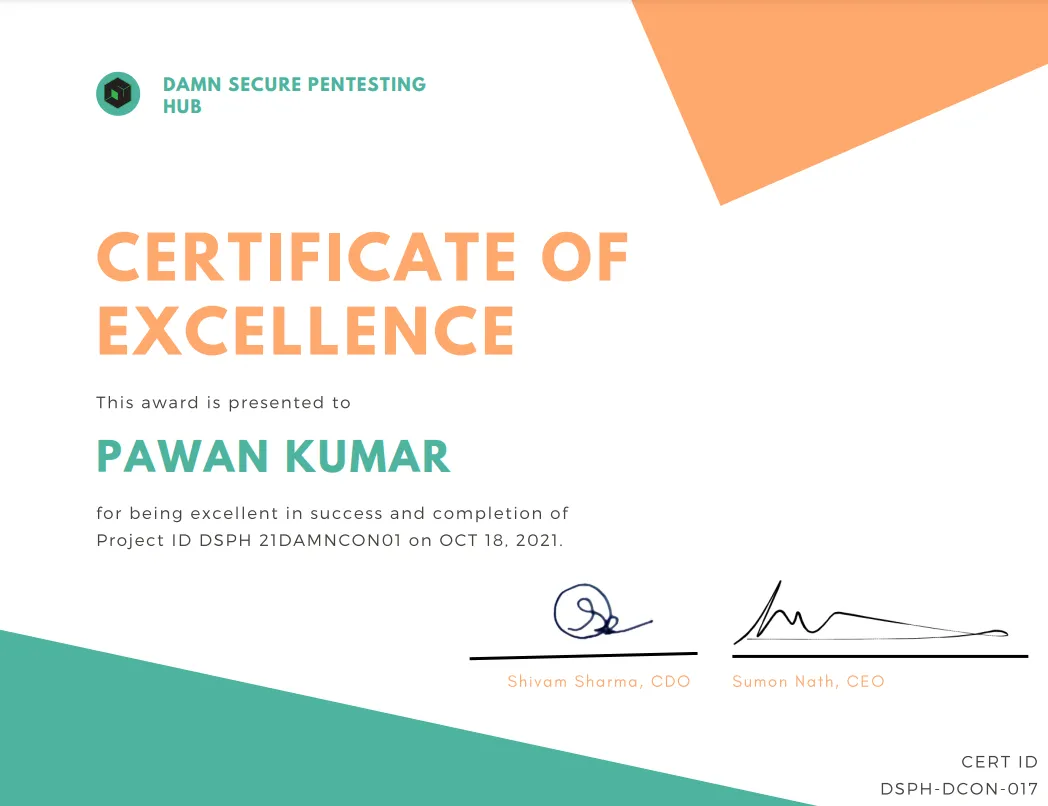 DAMN SECURE PENTESTING
HUB
CERTIFICATE OF
EXCELLENCE
This award is presented to
PAWAN KUMAR
for being excellent in success and completion of
Project ID DSPH 21DAMNCON01 on OCT 18, 2021.
Shivam Sharma, CDO
Sumon Nath, CEO
CERT ID
DSPH-DCON-017